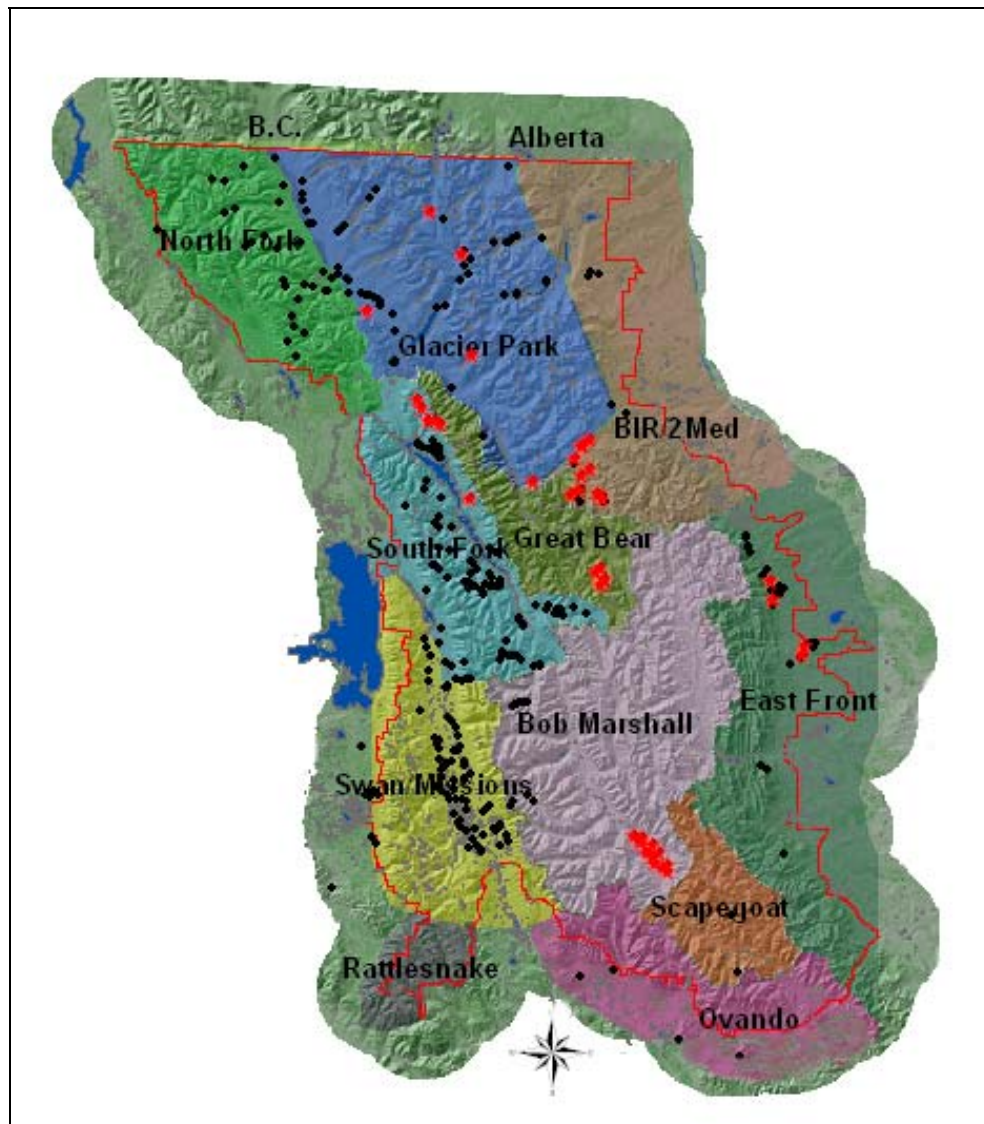 B.C.
Alberta
North Fork
Glacier Park
BIR/2Med
South Fork
Great Bear
East Front
Bob Marshall
Swan/Missions
Scapegoat
Rattlesnake
Ovando